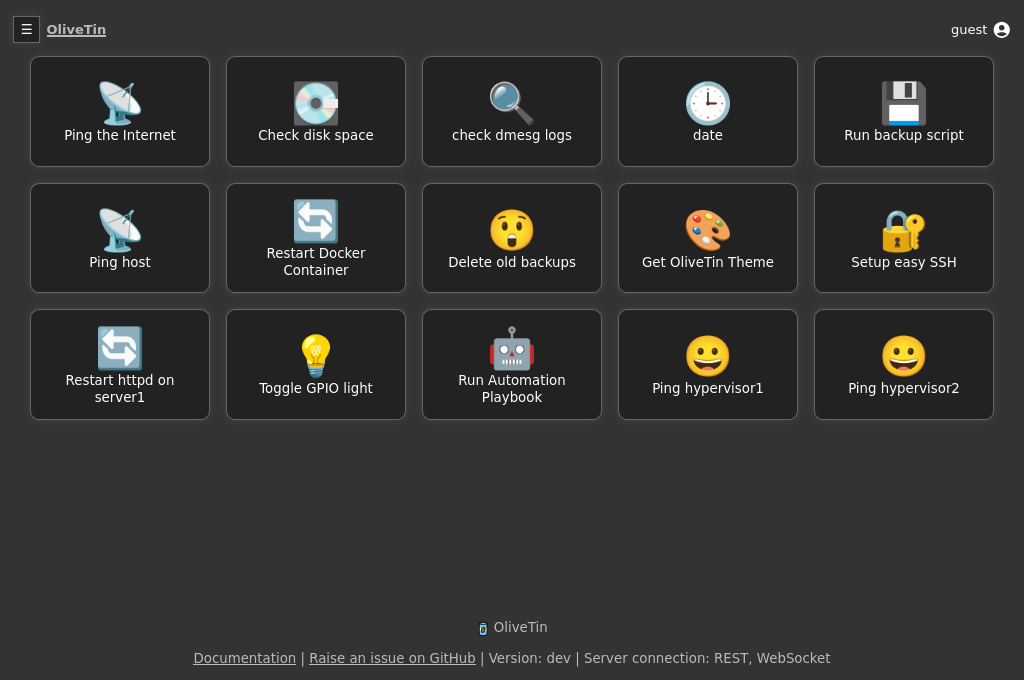 ☰ OliveTin
guest
Ping the Internet
Check disk space
check dmesg logs
date
Run backup script
Ping host
Restart Docker
Container
Delete old backups
Get OliveTin Theme
Setup easy SSH
Restart httpd on
server1
Toggle GPIO light
Run Automation
Playbook
Ping hypervisor1
Ping hypervisor2
OliveTin
Documentation | Raise an issue on GitHub | Version: dev | Server connection: REST, WebSocket